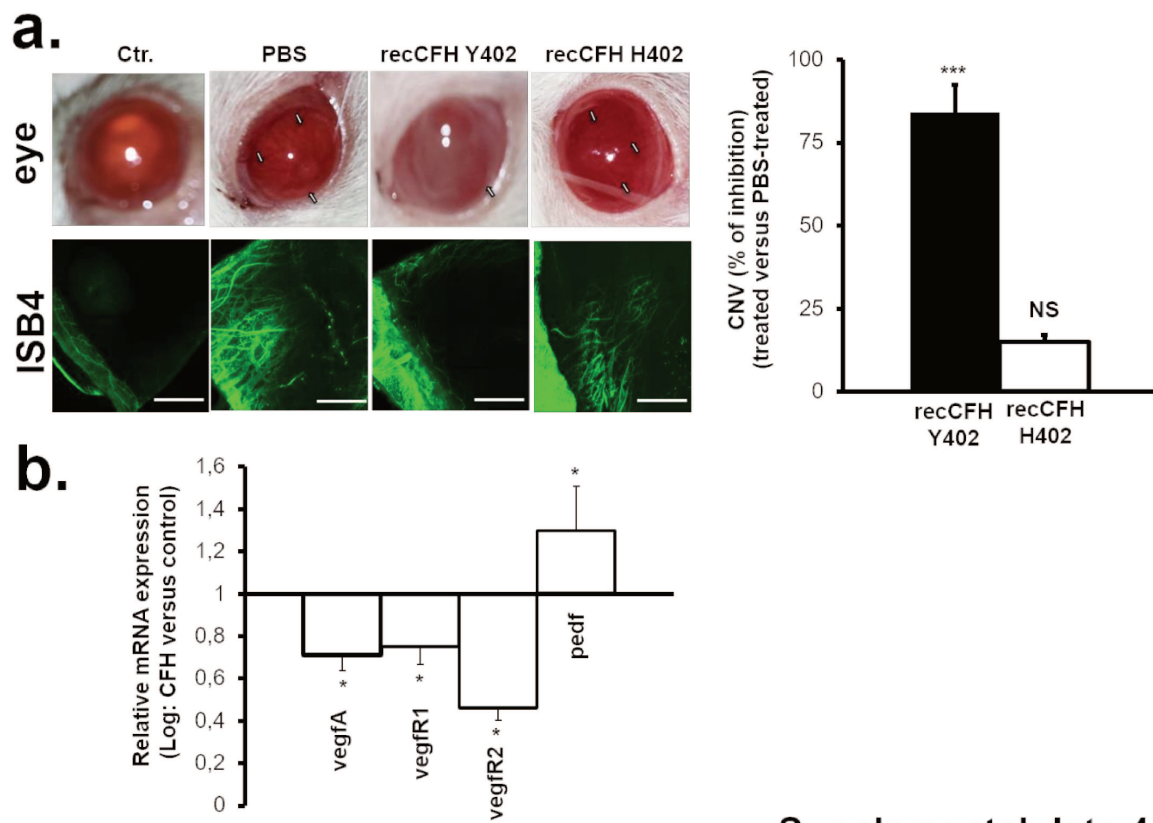 a.
Ctr.
PBS
recCFH Y402
recCFH H402
eye
ISB4
CNV (% of inhibition)
(treated versus PBS-treated)
100
75
50
25
0
***
NS
recCFH
Y402
recCFH
H402
b.
Relative mRNA expression
(Log: CFH versus control)
1,6
1,4
1,2
1
0,8
0,6
0,4
0,2
0
*
vegfA
*
vegfR1
*
vegfR2
*
pedf